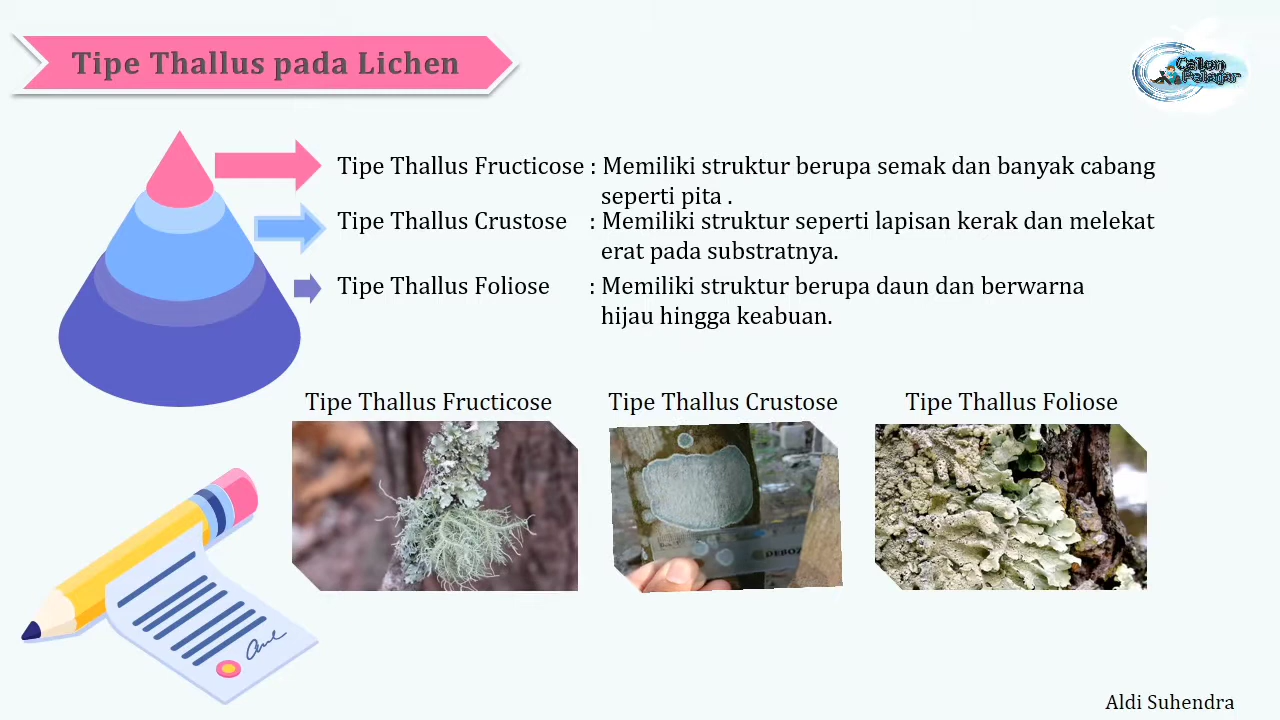 Tipe Thallus pada Lichen
Calon
Pelajar
Tipe Thallus Fructicose : Memiliki struktur berupa semak dan banyak cabang
seperti pita .
Tipe Thallus Crustose : Memiliki struktur seperti lapisan kerak dan melekat
erat pada substratnya.
Tipe Thallus Foliose : Memiliki struktur berupa daun dan berwarna
hijau hingga keabuan.
Tipe Thallus Fructicose
Tipe Thallus Crustose
Tipe Thallus Foliose
Aldi Suhendra